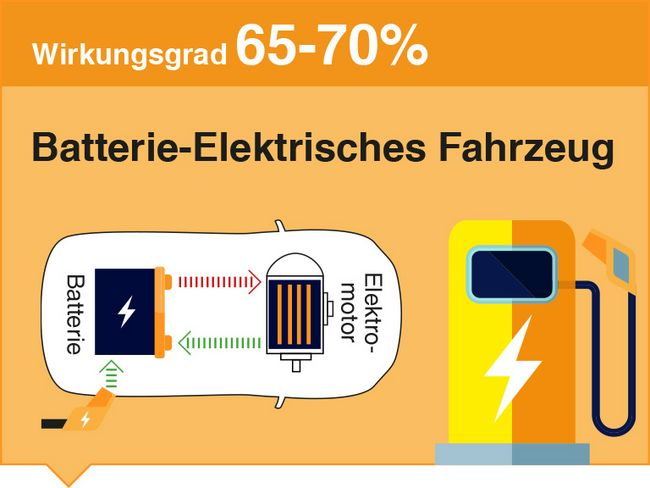 Wirkungsgrad 65-70%
Batterie-Elektrisches Fahrzeug
Batterie
Elektro-
motor